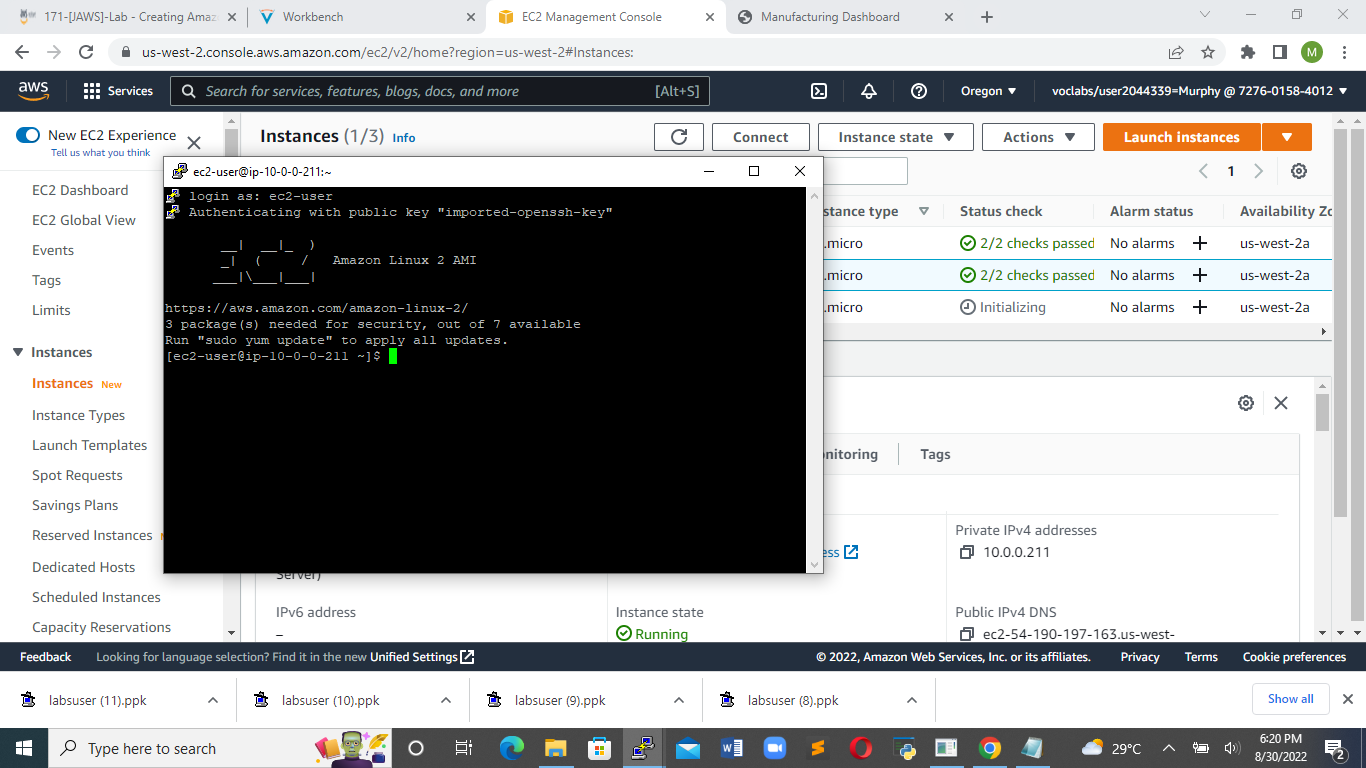 171-[JAWS]-Lab - Creating Amaz
Workbench
EC2 Management Console
Manufacturing Dashboard
us-west-2.console.aws.amazon.com/ec2/v2/home?region=us-west-2#Instances:
M
aws
Services
Search for services, features, blogs, docs, and more
[Alt+S]
Oregon
voclabs/user2044339=Murphy @ 7276-0158-4012
New EC2 Experience
Tell us what you think
EC2 Dashboard
EC2 Global View
Events
Tags
Limits
Instances
Instances New
Instance Types
Launch Templates
Spot Requests
Savings Plans
Reserved Instances
Dedicated Hosts
Scheduled Instances
Capacity Reservations
Instances (1/3) Info
Connect
Instance state
Actions
Launch instances
1
stance type
Status check
Alarm status
Availability Zo
.micro
2/2 checks passed
No alarms
us-west-2a
.micro
2/2 checks passed
No alarms
us-west-2a
.micro
Initializing
No alarms
us-west-2a
ec2-user@ip-10-0-0-211:~
login as: ec2-user
Authenticating with public key "imported-openssh-key"
__|  __|_  )
_|  (     /   Amazon Linux 2 AMI
___|\___|___|
https://aws.amazon.com/amazon-linux-2/
3 package(s) needed for security, out of 7 available
Run "sudo yum update" to apply all updates.
[ec2-user@ip-10-0-0-211 ~]$
onitoring
Tags
ess
Private IPv4 addresses
10.0.0.211
Server)
IPv6 address
–
Instance state
Running
Public IPv4 DNS
ec2-54-190-197-163.us-west-
Feedback
Looking for language selection? Find it in the new Unified Settings
© 2022, Amazon Web Services, Inc. or its affiliates.
Privacy
Terms
Cookie preferences
labsuser (11).ppk
labsuser (10).ppk
labsuser (9).ppk
labsuser (8).ppk
Show all
Type here to search
29°C
6:20 PM
8/30/2022
2